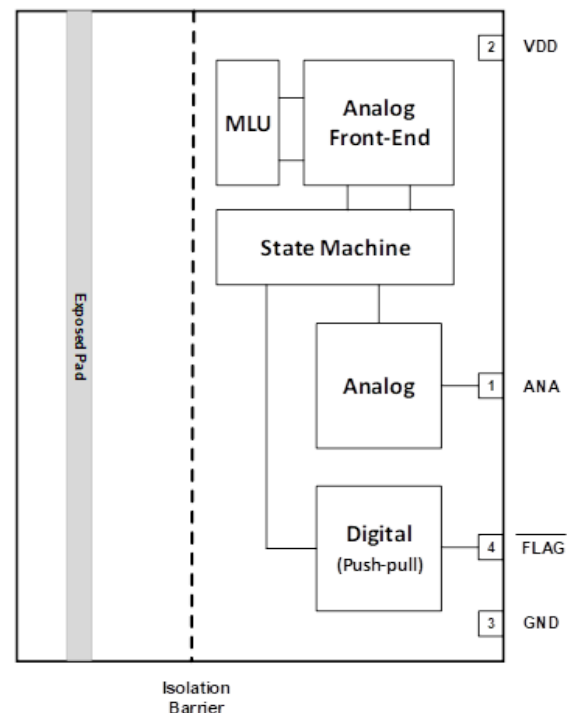 2 VDD
MLU
Analog
Front-End
State Machine
Exposed Pad
Analog
1 ANA
Digital
(Push-pull)
4 FLAG
3 GND
Isolation
Barrier